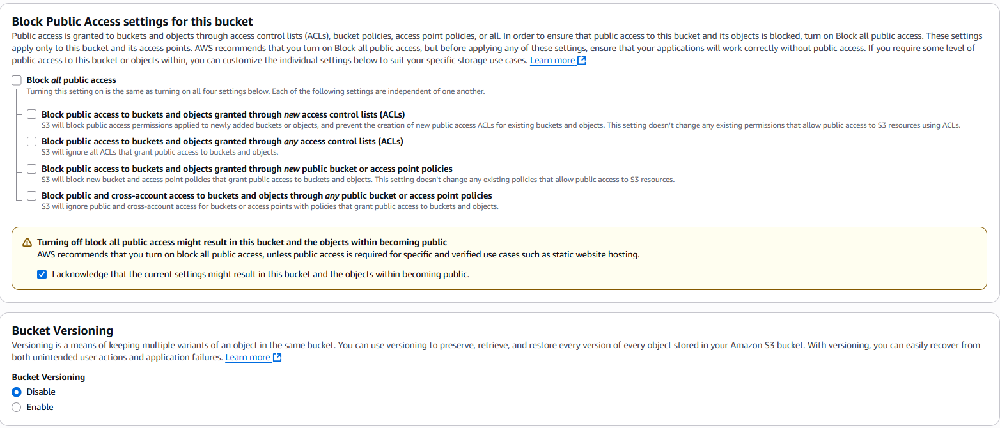 Block Public Access settings for this bucket
Public access is granted to buckets and objects through access control lists (ACLs), bucket policies, access point policies, or all. In order to ensure that public access to this bucket and its objects is blocked, turn on Block all public access. These settings
apply only to this bucket and its access points. AWS recommends that you turn on Block all public access, but before applying any of these settings, ensure that your applications will work correctly without public access. If you require some level of
public access to this bucket or objects within, you can customize the individual settings below to suit your specific storage use cases. Learn more
Block all public access
Turning this setting on is the same as turning on all four settings below. Each of the following settings are independent of one another.
Block public access to buckets and objects granted through new access control lists (ACLs)
S3 will block public access permissions applied to newly added buckets or objects, and prevent the creation of new public access ACLs for existing buckets and objects. This setting doesn't change any existing permissions that allow public access to S3 resources using ACLs.
Block public access to buckets and objects granted through any access control lists (ACLs)
S3 will ignore all ACLs that grant public access to buckets and objects.
Block public access to buckets and objects granted through new public bucket or access point policies
S3 will block new bucket and access point policies that grant public access to buckets and objects. This setting doesn't change any existing policies that allow public access to S3 resources.
Block public and cross-account access to buckets and objects through any public bucket or access point policies
S3 will ignore public and cross-account access for buckets or access points with policies that grant public access to buckets and objects.
Turning off block all public access might result in this bucket and the objects within becoming public
AWS recommends that you turn on block all public access, unless public access is required for specific and verified use cases such as static website hosting.
I acknowledge that the current settings might result in this bucket and the objects within becoming public.
Bucket Versioning
Versioning is a means of keeping multiple variants of an object in the same bucket. You can use versioning to preserve, retrieve, and restore every version of every object stored in your Amazon S3 bucket. With versioning, you can easily recover from
both unintended user actions and application failures. Learn more
Bucket Versioning
Disable
Enable